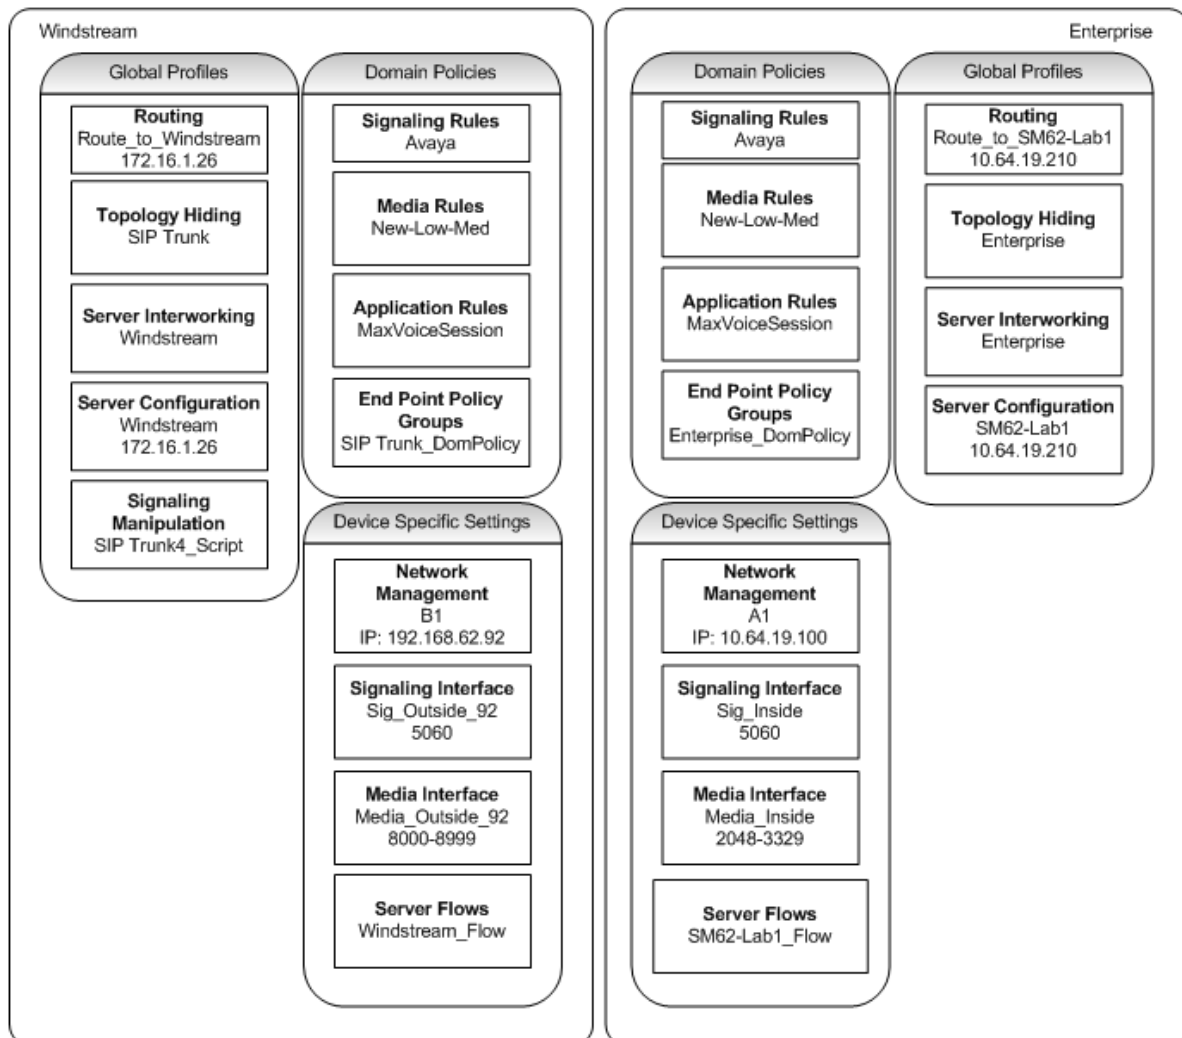 Windstream
Global Profiles
Routing
Route_to_Windstream
172.16.1.26
Topology Hiding
SIP Trunk
Server Interworking
Windstream
Server Configuration
Windstream
172.16.1.26
Signaling
Manipulation
SIP Trunk4_Script
Domain Policies
Signaling Rules
Avaya
Media Rules
New-Low-Med
Application Rules
MaxVoiceSession
End Point Policy
Groups
SIP Trunk_DomPolicy
Device Specific Settings
Network
Management
B1
IP: 192.168.62.92
Signaling Interface
Sig_Outside_92
5060
Media Interface
Media_Outside_92
8000-8999
Server Flows
Windstream_Flow
Enterprise
Domain Policies
Signaling Rules
Avaya
Media Rules
New-Low-Med
Application Rules
MaxVoiceSession
End Point Policy
Groups
Enterprise_DomPolicy
Device Specific Settings
Network
Management
A1
IP: 10.64.19.100
Signaling Interface
Sig_Inside
5060
Media Interface
Media_Inside
2048-3329
Server Flows
SM62-Lab1_Flow
Global Profiles
Routing
Route_to_SM62-Lab1
10.64.19.210
Topology Hiding
Enterprise
Server Interworking
Enterprise
Server Configuration
SM62-Lab1
10.64.19.210